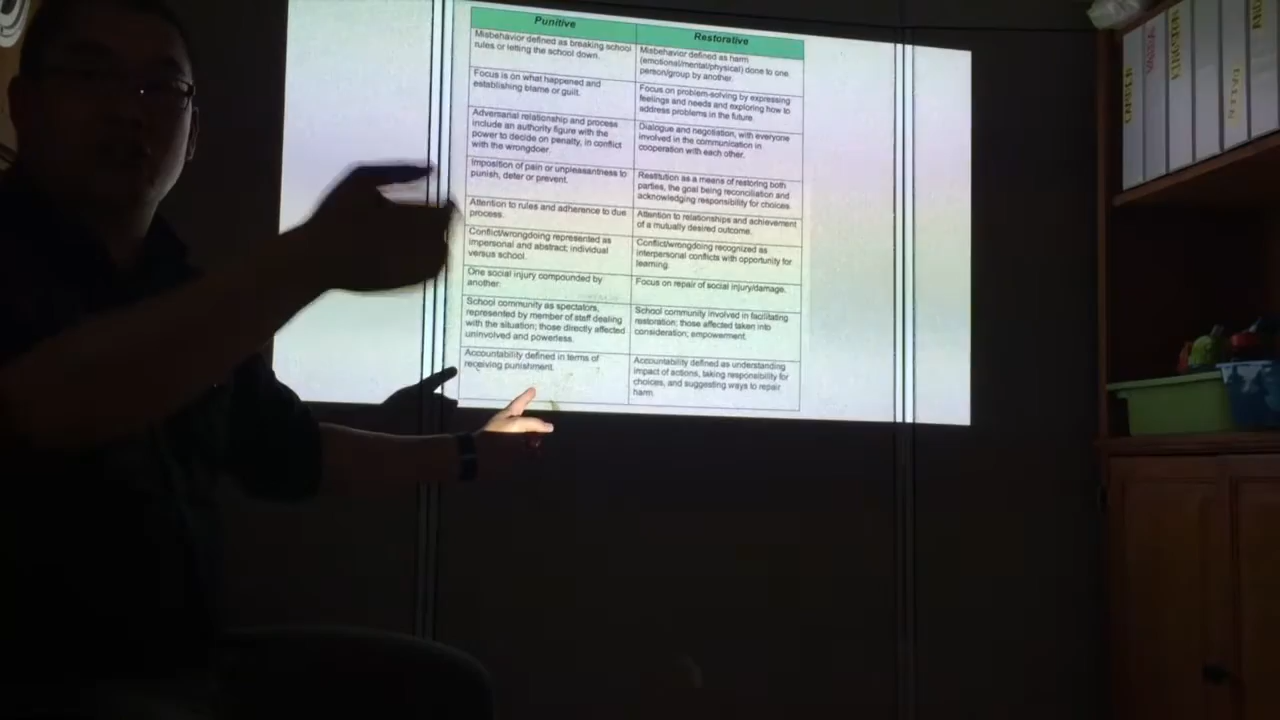 Punitive
Restorative
Misbehavior defined as breaking school
rules or letting the school down.
Misbehavior defined as harm
(emotional/mental/physical) done to one
person/group by another.
Focus is on what happened and
establishing blame or guilt.
Focus on problem-solving by expressing
feelings and needs and exploring how to
address problems in the future.
Adversarial relationship and process
include an authority figure with the
power to decide on penalty, in conflict
with the wrongdoer.
Dialogue and negotiation, with everyone
involved in the communication in
cooperation with each other.
Imposition of pain or unpleasantness to
punish, deter or prevent.
Restitution as a means of restoring both
parties, the goal being reconciliation and
acknowledging responsibility for choices.
Attention to rules and adherence to due
process.
Attention to relationships and achievement
of a mutually desired outcome.
Conflict/wrongdoing represented as
impersonal and abstract; individual
versus school.
Conflict/wrongdoing recognized as
interpersonal conflicts with opportunity for
learning.
One social injury compounded by
another.
Focus on repair of social injury/damage.
School community as spectators,
represented by member of staff dealing
with the situation; those directly affected
uninvolved and powerless.
School community involved in facilitating
restoration; those affected taken into
consideration; empowerment.
Accountability defined in terms of
receiving punishment.
Accountability defined as understanding
impact of actions, taking responsibility for
choices, and suggesting ways to repair
harm.